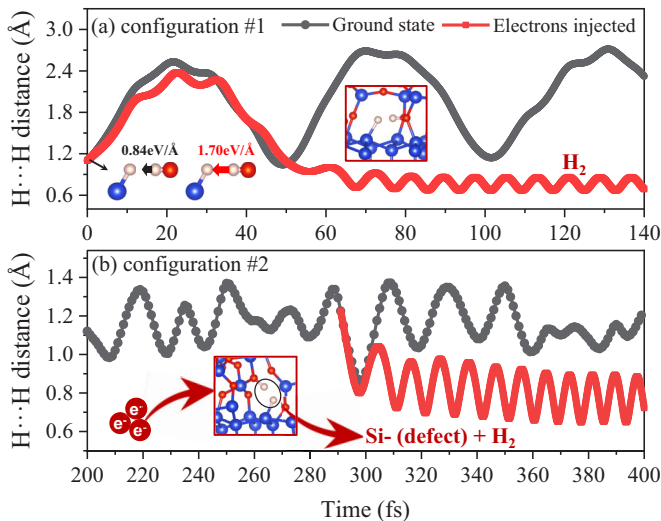 (a) configuration #1
Ground state
Electrons injected
3.0
2.4
1.8
1.2
0.6
H⋯H distance (Å)
0.84eV/Å
1.70eV/Å
H₂
0 20 40 60 80 100 120 140
(b) configuration #2
1.4
1.2
1.0
0.8
0.6
H⋯H distance (Å)
e⁻
e⁻
e⁻
Si- (defect) + H₂
200 220 240 260 280 300 320 340 360 380 400
Time (fs)